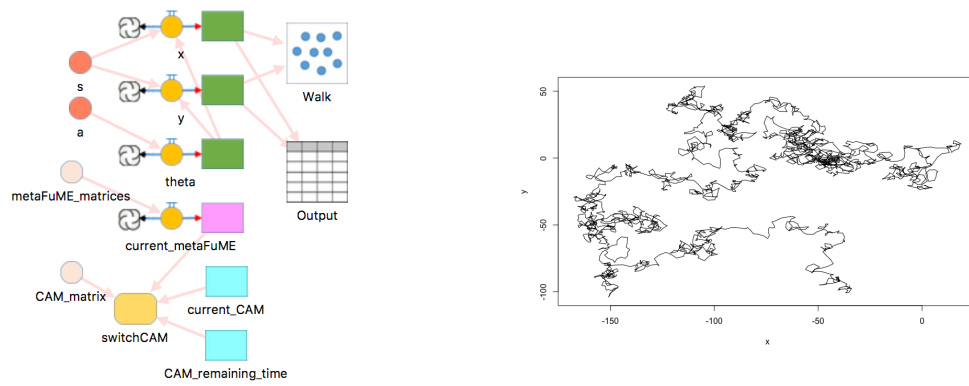 x
s
Walk
y
a
theta
Output
metaFuME_matrices
current_metaFuME
CAM_matrix
current_CAM
switchCAM
CAM_remaining_time
50
0
-50
-100
y
-150
-100
-50
0
x